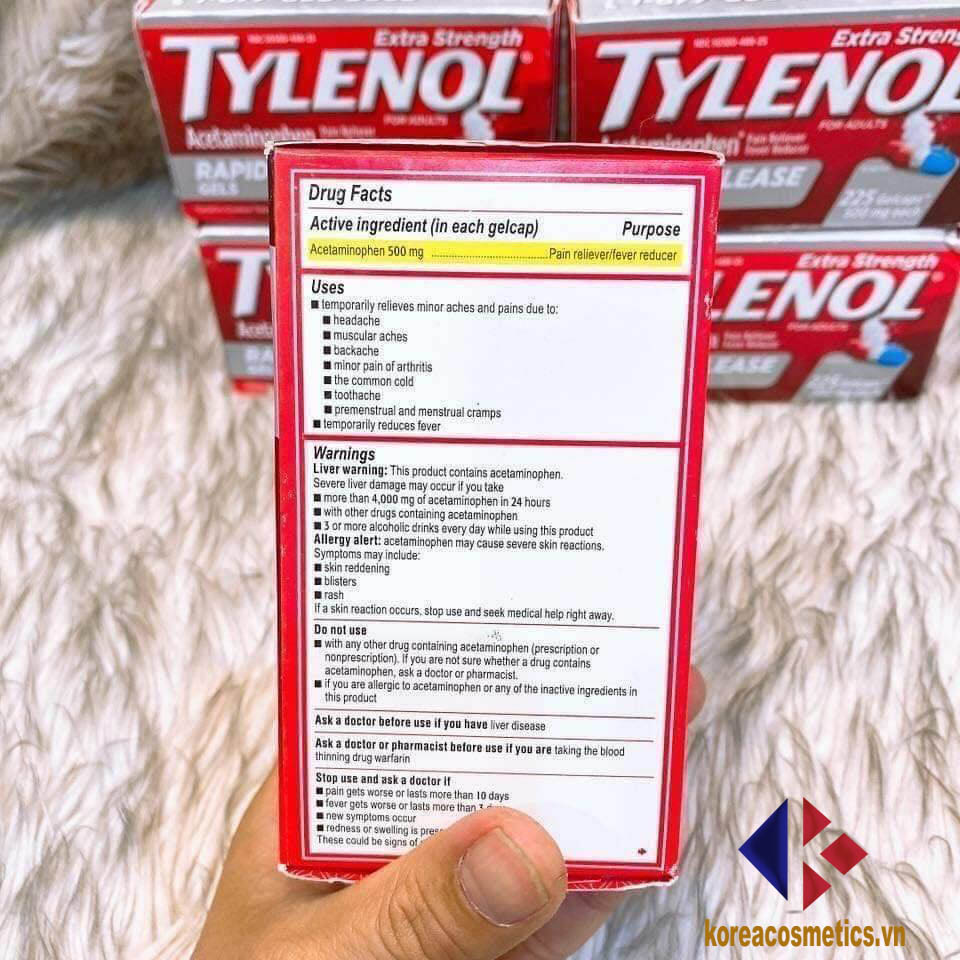 Extra Strength
TYLENOL®
FOR ADULTS
Acetaminophen Pain Reliever
RAPID
GELS
Extra Streng
TYLENOL
FOR ADULTS
Pain Reliever
Fever Reducer
LEASE
225 Gelcaps
Extra Strength
LENOL®
FOR ADULTS
EASE
225
Drug Facts
Active ingredient (in each gelcap) Purpose
Acetaminophen 500 mg ........................................Pain reliever/fever reducer
Uses
■ temporarily relieves minor aches and pains due to:
■ headache
■ muscular aches
■ backache
■ minor pain of arthritis
■ the common cold
■ toothache
■ premenstrual and menstrual cramps
■ temporarily reduces fever
Warnings
Liver warning: This product contains acetaminophen.
Severe liver damage may occur if you take
■ more than 4,000 mg of acetaminophen in 24 hours
■ with other drugs containing acetaminophen
■ 3 or more alcoholic drinks every day while using this product
Allergy alert: acetaminophen may cause severe skin reactions.
Symptoms may include:
■ skin reddening
■ blisters
■ rash
If a skin reaction occurs, stop use and seek medical help right away.
Do not use
■ with any other drug containing acetaminophen (prescription or
nonprescription). If you are not sure whether a drug contains
acetaminophen, ask a doctor or pharmacist.
■ if you are allergic to acetaminophen or any of the inactive ingredients in
this product
Ask a doctor before use if you have liver disease
Ask a doctor or pharmacist before use if you are taking the blood
thinning drug warfarin
Stop use and ask a doctor if
■ pain gets worse or lasts more than 10 days
■ fever gets worse or lasts more than 3
■ new symptoms occur
■ redness or swelling is pres
These could be signs of
koreacosmetics.vn